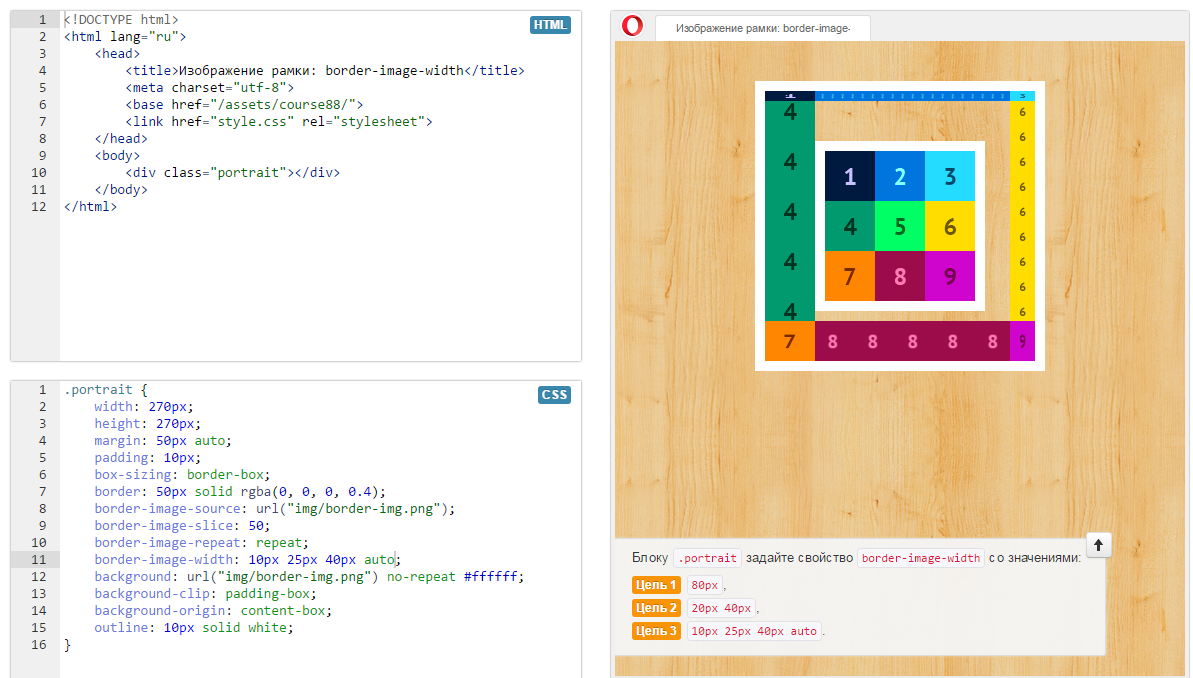 1 <!DOCTYPE html>
2 <html lang="ru">
3 <head>
4 <title>Изображение рамки: border-image-width</title>
5 <meta charset="utf-8">
6 <base href="/assets/course88/">
7 <link href="style.css" rel="stylesheet">
8 </head>
9 <body>
10 <div class="portrait"></div>
11 </body>
12 </html>
HTML
1 .portrait {
2 width: 270px;
3 height: 270px;
4 margin: 50px auto;
5 padding: 10px;
6 box-sizing: border-box;
7 border: 50px solid rgba(0, 0, 0, 0.4);
8 border-image-source: url("img/border-img.png");
9 border-image-slice: 50;
10 border-image-repeat: repeat;
11 border-image-width: 10px 25px 40px auto;
12 background: url("img/border-img.png") no-repeat #ffffff;
13 background-clip: padding-box;
14 background-origin: content-box;
15 outline: 10px solid white;
16 }
CSS
Изображение рамки: border-image-
4 6
6
4 6
6
4 6
6
4 6
6
4 6
1 2 3
4 5 6
7 8 9
7 8 8 8 8 8 9
Блоку .portrait задайте свойство border-image-width со значениями:
Цель 1 80px ,
Цель 2 20px 40px ,
Цель 3 10px 25px 40px auto .